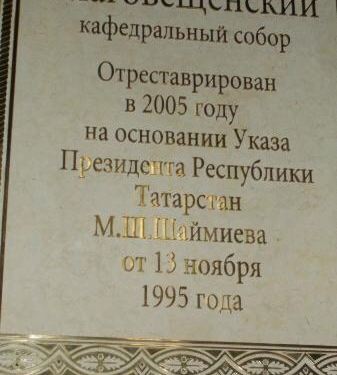 кафедральный собор
Отреставрирован
в 2005 году
на основании Указа
Президента Республики
Татарстан
М.Ш.Шаймиева
от 13 ноября
1995 года